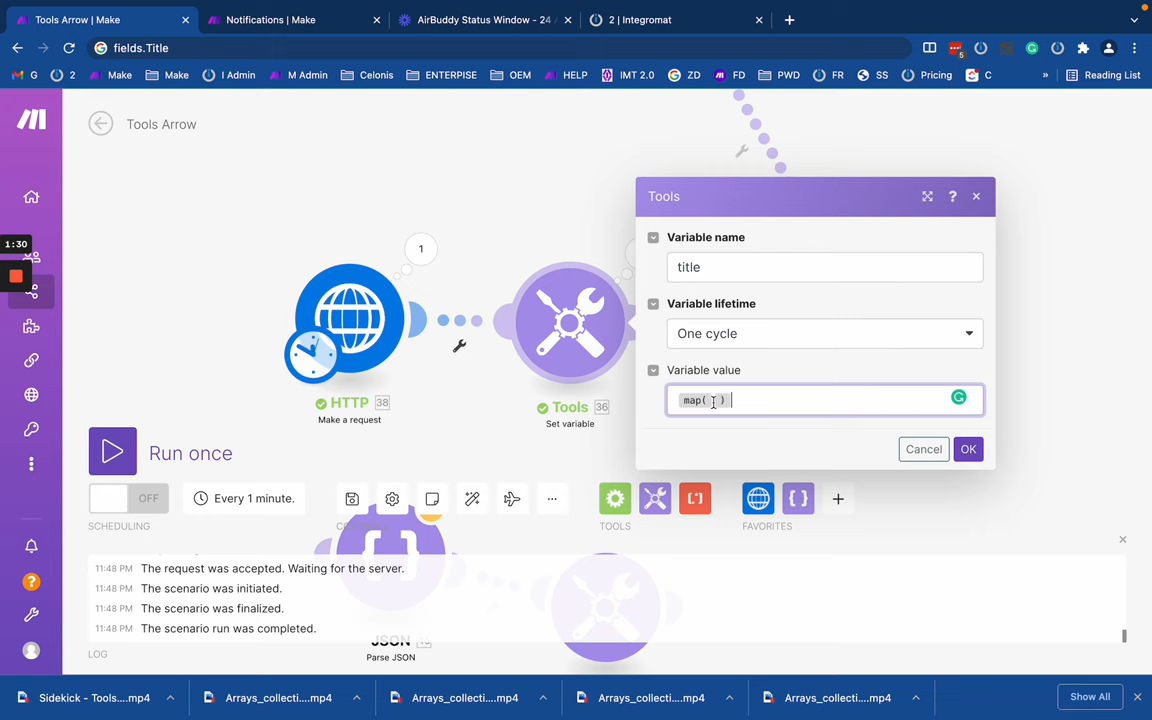 Tools Arrow | Make
Notifications | Make
AirBuddy Status Window - 24
2 | Integromat
fields.Title
5
G
2
Make
Make
I Admin
M Admin
Celonis
ENTERPISE
OEM
HELP
IMT 2.0
ZD
FD
PWD
FR
SS
Pricing
C
»
Reading List
Tools Arrow
1:30
1
Tools
?
Variable name
title
Variable lifetime
One cycle
Variable value
map( )
Cancel
OK
HTTP 38
Make a request
Tools 36
Set variable
Run once
OFF
Every 1 minute.
SCHEDULING
TOOLS
FAVORITES
11:48 PM The request was accepted. Waiting for the server.
11:48 PM The scenario was initiated.
11:48 PM The scenario was finalized.
11:48 PM The scenario run was completed.
LOG
JSON
Parse JSON
Sidekick - Tools....mp4
Arrays_collecti....mp4
Arrays_collecti....mp4
Arrays_collecti....mp4
Arrays_collecti....mp4
Show All